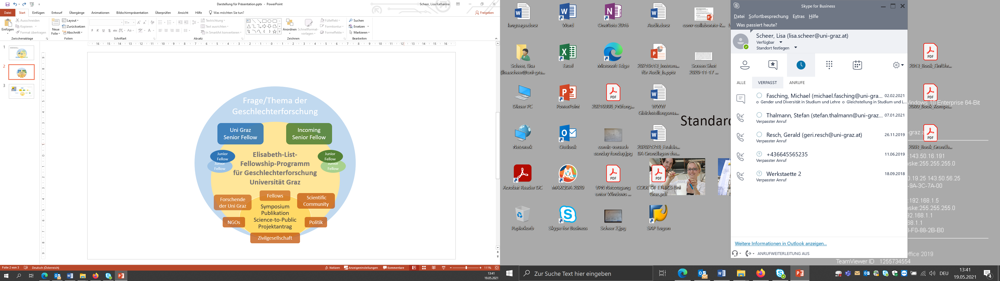 Darstellung für Präsentation.pptx - PowerPoint
Scheer, Lisa Katharina
Datei Start Einfügen Entwurf Übergänge Animationen Bildschirmpräsentation Überprüfen Ansicht Hilfe Was möchten Sie tun? Freigeben
Einfügen
Ausschneiden
Kopieren
Format übertragen
Zwischenablage
Neue Folie
Layout
Zurücksetzen
Abschnitt
Folien
Schriftart
Textrichtung
Text ausrichten
In SmartArt konvertieren
Absatz
Anordnen
Schnellformat-
vorlagen
Fülleffekt
Formkontur
Formeffekte
Zeichnen
Suchen
Ersetzen
Markieren
Bearbeiten
1
2
3
Frage/Thema der
Geschlechterforschung
Uni Graz
Senior Fellow
Incoming
Senior Fellow
Junior
Fellow
Junior
Fellow
Junior
Fellow
Junior
Fellow
Elisabeth-List-
Fellowship-Programm
für Geschlechterforschung
Universität Graz
Fellows
Forschende
der Uni Graz
Scientific
Community
Symposium
Publikation
Science-to-Public
Projektantrag
NGOs
Politik
Zivilgesellschaft
Folie 2 von 3 Deutsch (Österreich) Notizen Anzeigeeinstellungen Kommentare 111%
13:41
19.05.2021
language.docx
Word
OneNote 2016
Audit.docx
conv-collaborate-K...
Scheer, Lisa
(lisa.scheer@uni-gra...
Excel
Microsoft Edge
20210413_Instrum...
für Audit_ls.pptx
Screen Shot
2020-11-17 ...
Dieser PC
PowerPoint
20210308_Prüfung...
WWW
Gleichstellungsma...
Standard
Netzwerk
Outlook
comic-versuch
sunday funday.jpg
202021218_Evaluie...
BA Grundlagen the...
Acrobat Reader DC
MAXQDA 2020
VPN Netzzugang
unter Windows ...
CODE OF ETHICS Uni
Graz.pdf
Papierkorb
Skype for Business
Scheer 2.jpg
SAP Logon
Skype for Business
Datei Sofortbesprechung Extras Hilfe
Was passiert heute?
Scheer, Lisa (lisa.scheer@uni-graz.at)
Verfügbar
Standort festlegen
ALLE VERPASST ANRUFE
Fasching, Michael (michael.fasching@uni-gra... 02.02.2021
o Gender und Diversität in Studium und Lehre o Gleichstellung in Studium und L...
Thalmann, Stefan (stefan.thalmann@uni-graz... 07.01.2021
Verpasster Anruf
Resch, Gerald (geri.resch@uni-graz.at) 26.11.2019
Verpasster Anruf
+436645565235 11.06.2019
Verpasster Anruf
Werkstaette 2 18.09.2018
Verpasster Anruf
Weitere Informationen in Outlook anzeigen...
ANRUFWEITERLEITUNG AUS
2013_Book_Einführ...
Windows 10 Enterprise 64-Bit
2009_Book_Kompe...
2003_Book_Grundb...
:143.50.16.191
aske:255.255.255.0
0.19.25 143.50.56.25
-9A-3C-7A-00
:192.168.1.5
aske:255.255.255.0
92.168.1.1
68.1.1
-F0-88-2B-B0
Office 2019
TeamViewer ID 1255734554
Zur Suche Text hier eingeben
DEU
13:41
19.05.2021
4